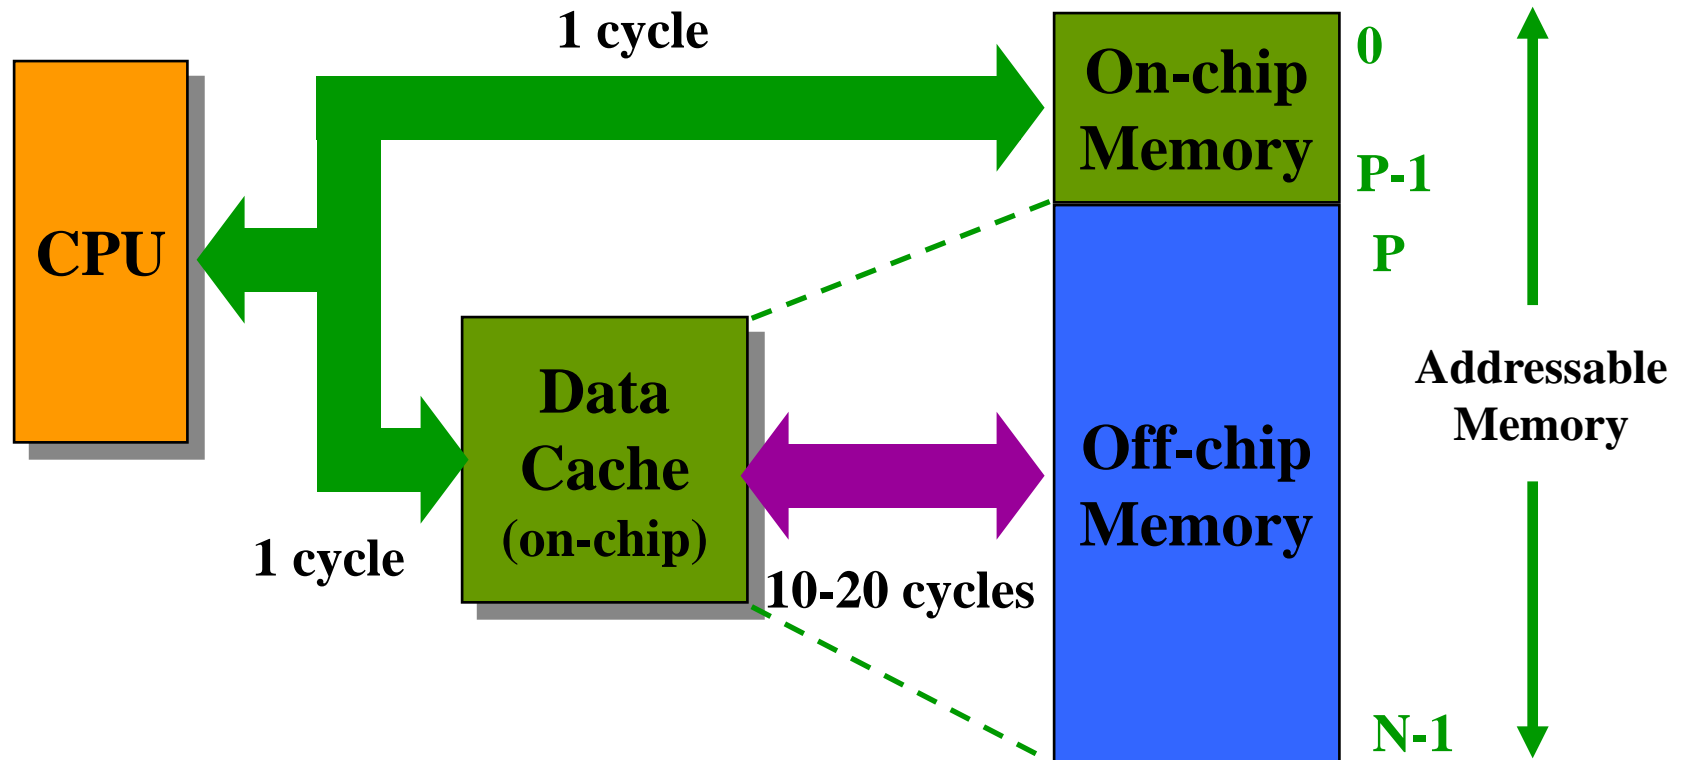 1 cycle
CPU
On-chip
Memory
0
P-1
P
Data
Cache
(on-chip)
1 cycle
10-20 cycles
Off-chip
Memory
Addressable
Memory
N-1